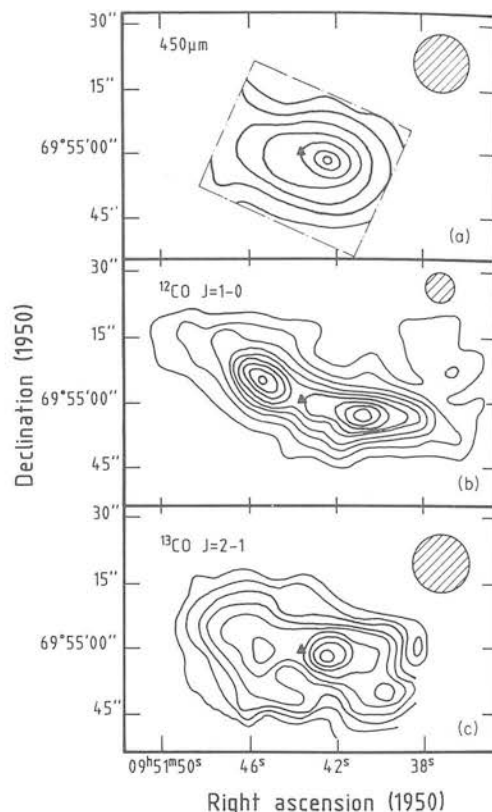 30''
450μm
15''
69°55'00''
45''
(a)
30''
¹²CO J=1-0
15''
69°55'00''
45''
(b)
30''
¹³CO J=2-1
15''
69°55'00''
45''
(c)
09ʰ51ᵐ50ˢ 46ˢ 42ˢ 38ˢ
Right ascension (1950)
Declination (1950)